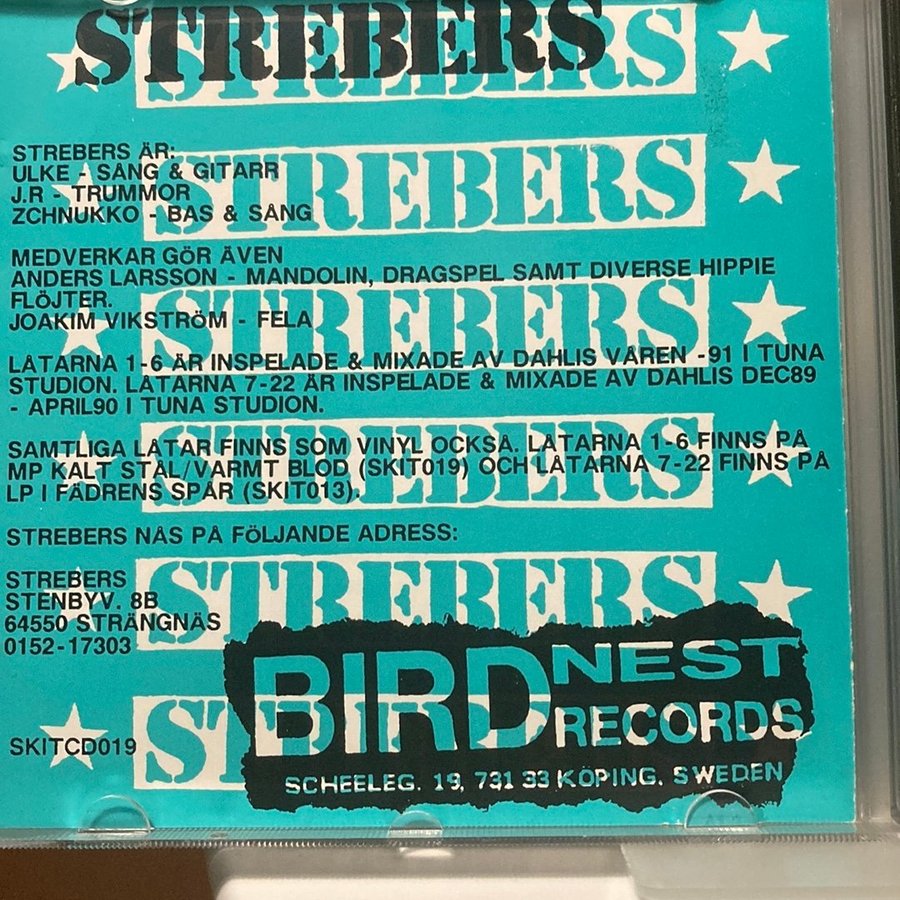 STREBERS
STREBERS
STREBERS ÄR:
ULKE - SÅNG & GITARR
J.R - TRUMMOR
ZCHNUKKO - BAS & SÅNG
STREBERS
MEDVERKAR GÖR ÄVEN
ANDERS LARSSON - MANDOLIN, DRAGSPEL SAMT DIVERSE HIPPIE
FLÖJTER.
JOAKIM VIKSTRÖM - FELA
STREBERS
LÅTARNA 1-6 ÄR INSPELADE & MIXADE AV DAHLIS VÅREN -91 I TUNA
STUDION. LÅTARNA 7-22 ÄR INSPELADE & MIXADE AV DAHLIS DEC89
- APRIL90 I TUNA STUDION.
SAMTLIGA LÅTAR FINNS SOM VINYL OCKSÅ. LÅTARNA 1-6 FINNS PÅ
MP KALT STÅL/VARMT BLOD (SKIT019) OCH LÅTARNA 7-22 FINNS PÅ
LP I FÄDRENS SPÅR (SKIT013).
STREBERS
STREBERS NÅS PÅ FÖLJANDE ADRESS:
STREBERS
STENBYV. 8B
64550 STRÄNGNÄS
0152-17303
STREBERS
BIRDNEST
RECORDS
SCHEELEG. 19, 731 33 KÖPING. SWEDEN
SKITCD019